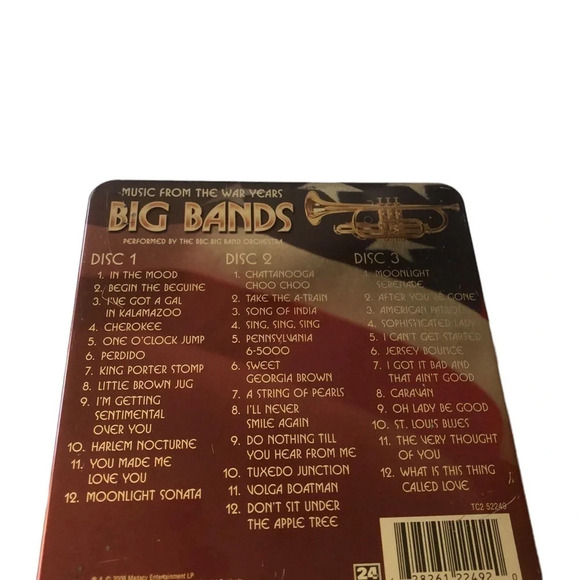 MUSIC FROM THE WAR YEARS
BIG BANDS
PERFORMED BY THE BBC BIG BAND ORCHESTRA
DISC 1
1. IN THE MOOD
2. BEGIN THE BEGUINE
3. I'VE GOT A GAL
IN KALAMAZOO
4. CHEROKEE
5. ONE O'CLOCK JUMP
6. PERDIDO
7. KING PORTER STOMP
8. LITTLE BROWN JUG
9. I'M GETTING
SENTIMENTAL
OVER YOU
10. HARLEM NOCTURNE
11. YOU MADE ME
LOVE YOU
12. MOONLIGHT SONATA
DISC 2
1. CHATTANOOGA
CHOO CHOO
2. TAKE THE A-TRAIN
3. SONG OF INDIA
4. SING, SING, SING
5. PENNSYLVANIA
6-5000
6. SWEET
GEORGIA BROWN
7. A STRING OF PEARLS
8. I'LL NEVER
SMILE AGAIN
9. DO NOTHING TILL
YOU HEAR FROM ME
10. TUXEDO JUNCTION
11. VOLGA BOATMAN
12. DON'T SIT UNDER
THE APPLE TREE
DISC 3
1. MOONLIGHT
SERENADE
2. AFTER YOU'VE GONE
3. AMERICAN PATROL
4. SOPHISTICATED LADY
5. I CAN'T GET STARTED
6. JERSEY BOUNCE
7. I GOT IT BAD AND
THAT AIN'T GOOD
8. CARAVAN
9. OH LADY BE GOOD
10. ST. LOUIS BLUES
11. THE VERY THOUGHT
OF YOU
12. WHAT IS THIS THING
CALLED LOVE
TC2 52249
℗ & © 2008 Madacy Entertainment LP
24